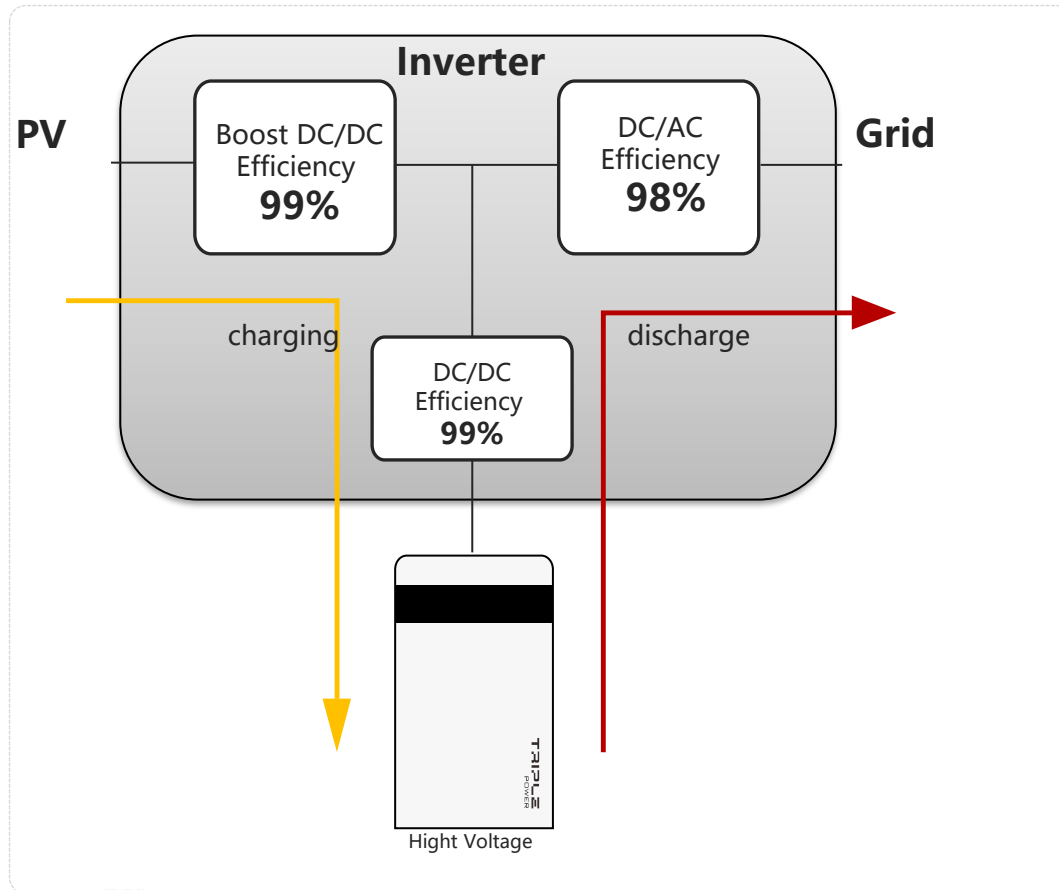 Inverter
PV
Boost DC/DC
Efficiency
99%
DC/AC
Efficiency
98%
Grid
charging
discharge
DC/DC
Efficiency
99%
TRIPLE
POWER
Hight Voltage